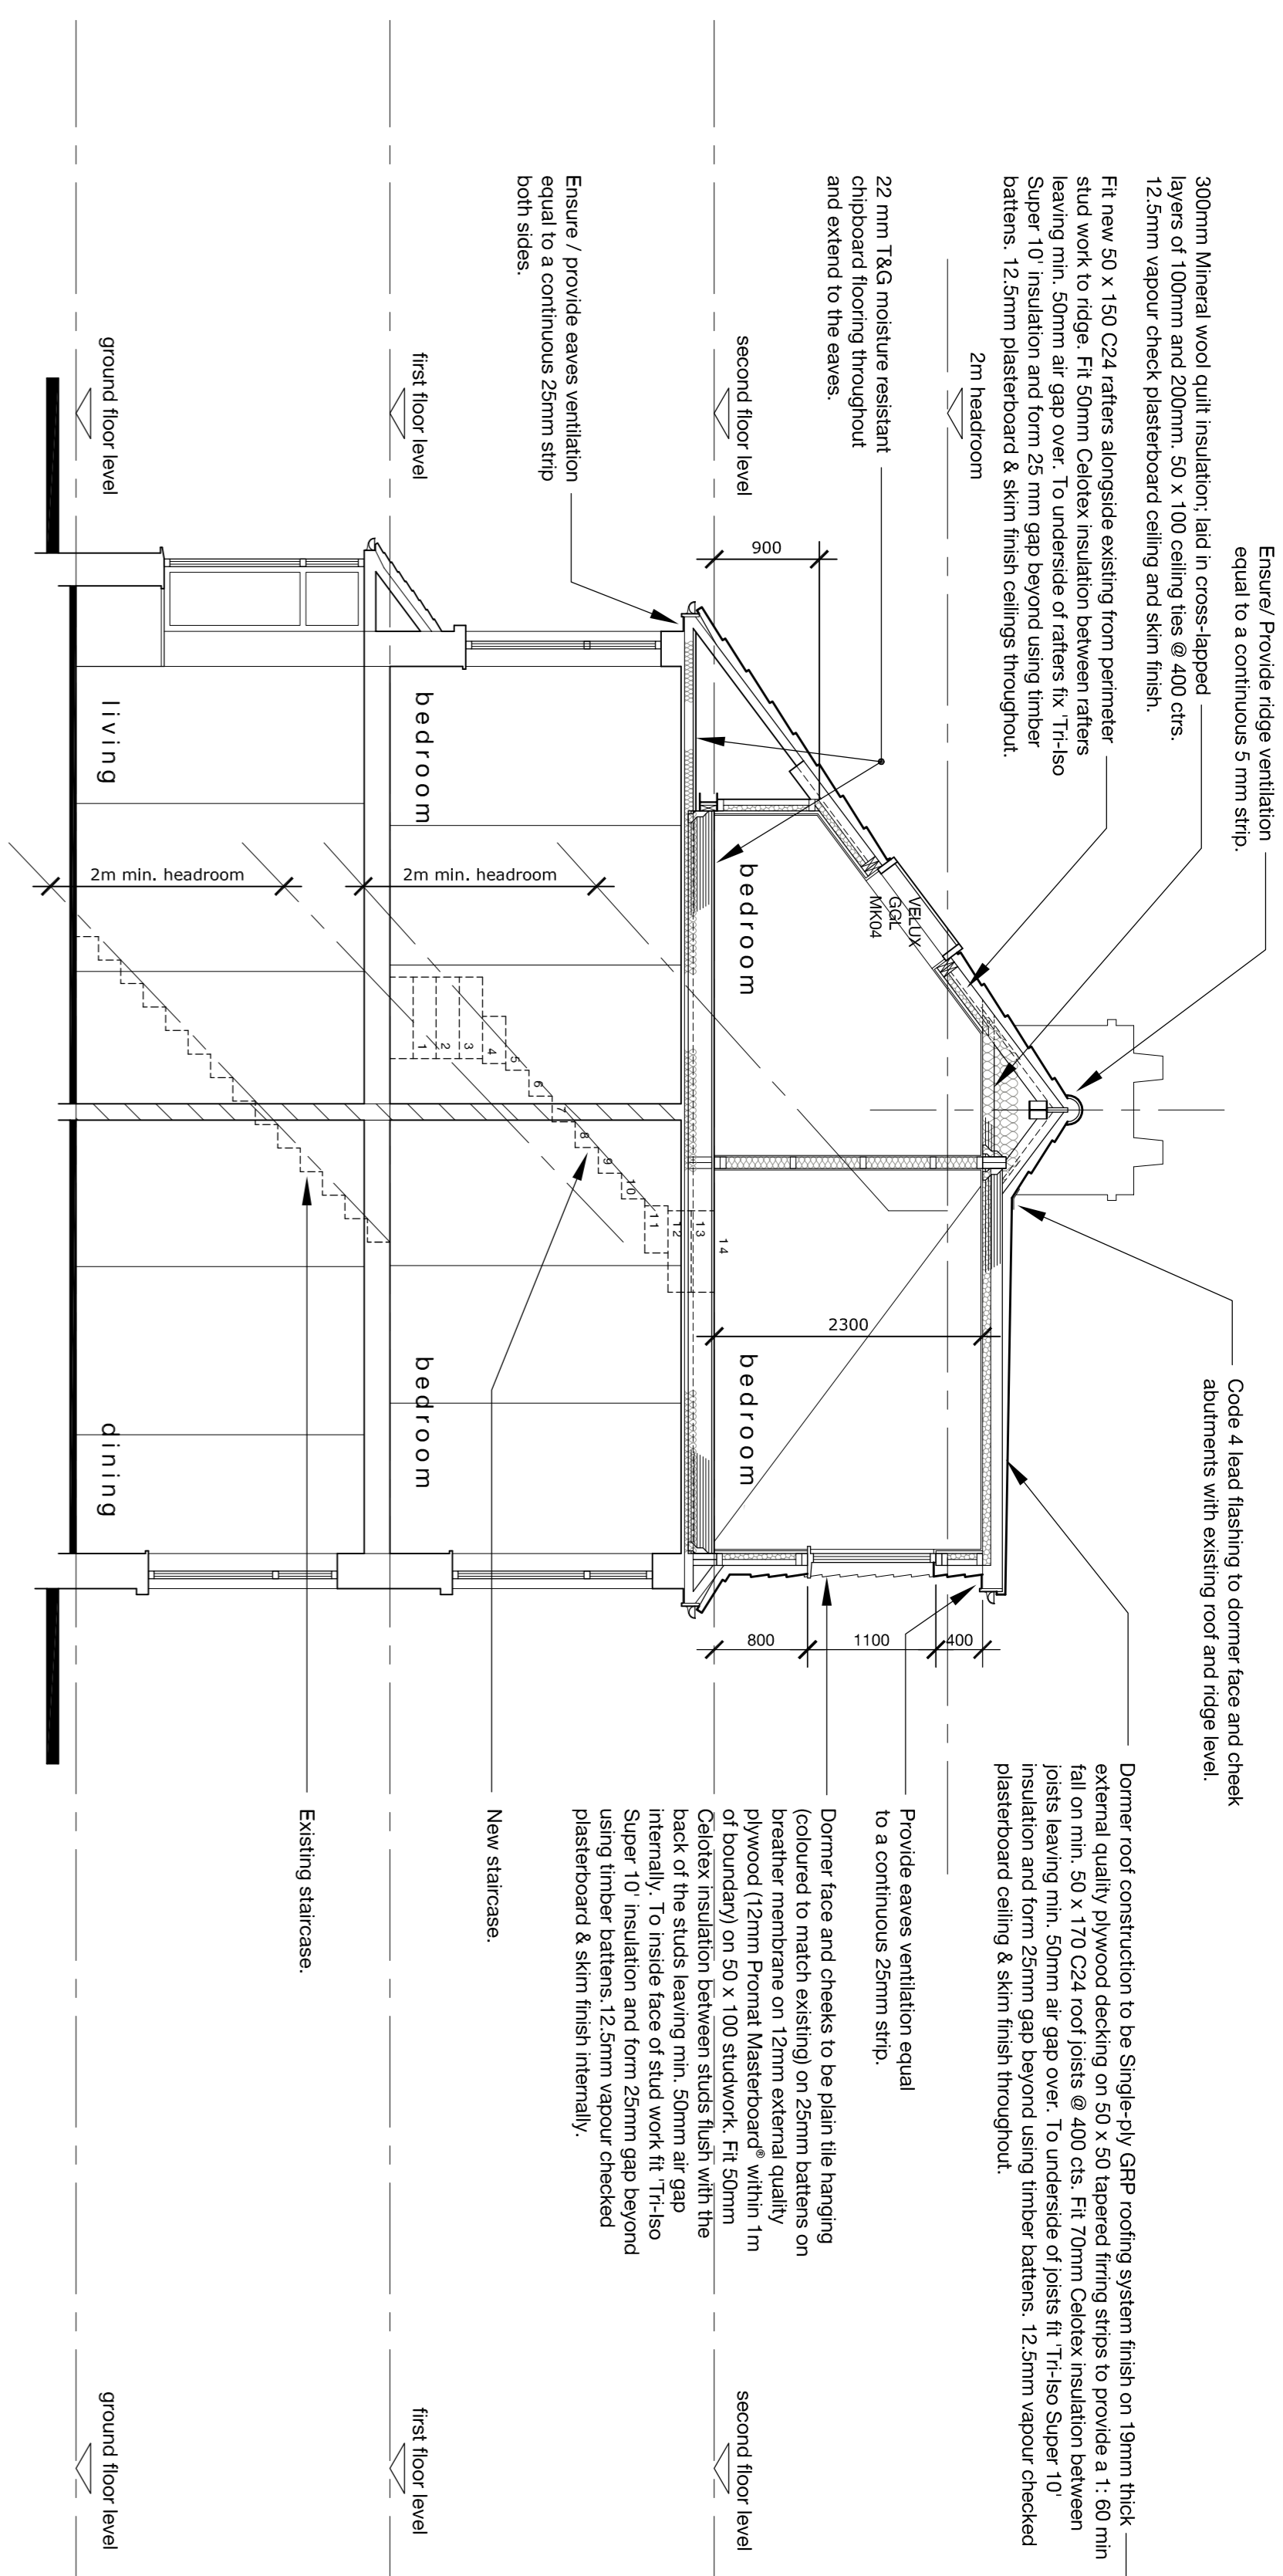 Ensure/ Provide ridge ventilation
equal to a continuous 5 mm strip.
300mm Mineral wool quilt insulation; laid in cross-lapped
layers of 100mm and 200mm. 50 x 100 ceiling ties @ 400 ctrs.
12.5mm vapour check plasterboard ceiling and skim finish.
Fit new 50 x 150 C24 rafters alongside existing from perimeter
stud work to ridge. Fit 50mm Celotex insulation between rafters
leaving min. 50mm air gap over. To underside of rafters fix 'Tri-Iso
Super 10' insulation and form 25 mm gap beyond using timber
battens. 12.5mm plasterboard & skim finish ceilings throughout.
2m headroom
22 mm T&G moisture resistant
chipboard flooring throughout
and extend to the eaves.
second floor level
Ensure / provide eaves ventilation
equal to a continuous 25mm strip
both sides.
first floor level
ground floor level
Code 4 lead flashing to dormer face and cheek
abutments with existing roof and ridge level.
Dormer roof construction to be Single-ply GRP roofing system finish on 19mm thick
external quality plywood decking on 50 x 50 tapered firring strips to provide a 1: 60 min
fall on min. 50 x 170 C24 roof joists @ 400 cts. Fit 70mm Celotex insulation between
joists leaving min. 50mm air gap over. To underside of joists fit 'Tri-Iso Super 10'
insulation and form 25mm gap beyond using timber battens. 12.5mm vapour checked
plasterboard ceiling & skim finish throughout.
Provide eaves ventilation equal
to a continuous 25mm strip.
Dormer face and cheeks to be plain tile hanging
(coloured to match existing) on 25mm battens on
breather membrane on 12mm external quality
plywood (12mm Promat Masterboard® within 1m
of boundary) on 50 x 100 studwork. Fit 50mm
Celotex insulation between studs flush with the
back of the studs leaving min. 50mm air gap
internally. To inside face of stud work fit 'Tri-Iso
Super 10' insulation and form 25mm gap beyond
using timber battens.12.5mm vapour checked
plasterboard & skim finish internally.
New staircase.
Existing staircase.
VELUX
GGL
MK04
900
2300
800
1100
400
bedroom
bedroom
bedroom
bedroom
living
dining
2m min. headroom
2m min. headroom
1
2
3
4
5
6
7
8
9
10
11
12
13
14
second floor level
first floor level
ground floor level